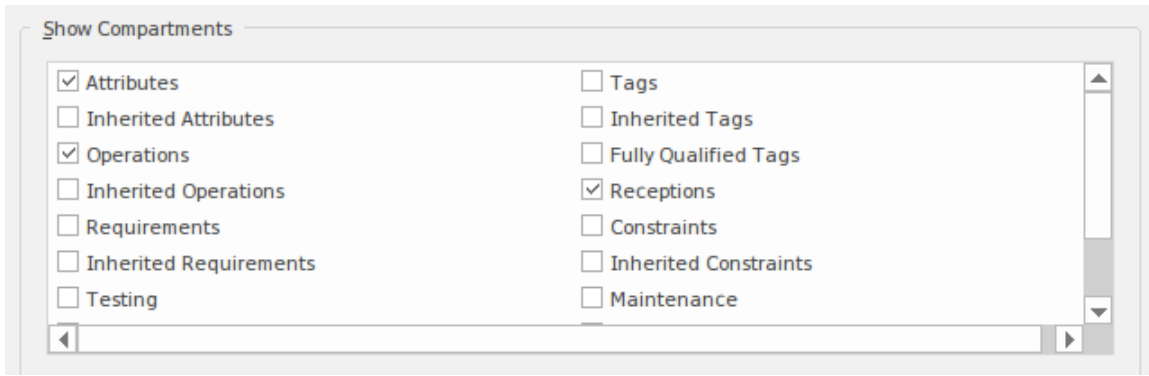 Show Compartments
Attributes
Tags
Inherited Attributes
Inherited Tags
Operations
Fully Qualified Tags
Inherited Operations
Receptions
Requirements
Constraints
Inherited Requirements
Inherited Constraints
Testing
Maintenance